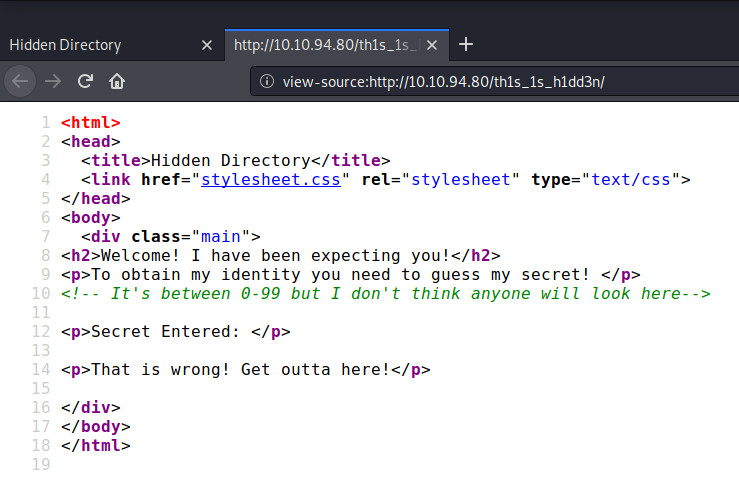 Hidden Directory
http://10.10.94.80/th1s_1s_
view-source:http://10.10.94.80/th1s_1s_h1dd3n/
1 <html>
2 <head>
3   <title>Hidden Directory</title>
4   <link href="stylesheet.css" rel="stylesheet" type="text/css">
5 </head>
6 <body>
7   <div class="main">
8 <h2>Welcome! I have been expecting you!</h2>
9 <p>To obtain my identity you need to guess my secret! </p>
10 <!-- It's between 0-99 but I don't think anyone will look here-->
11
12 <p>Secret Entered: </p>
13
14 <p>That is wrong! Get outta here!</p>
15
16 </div>
17 </body>
18 </html>
19